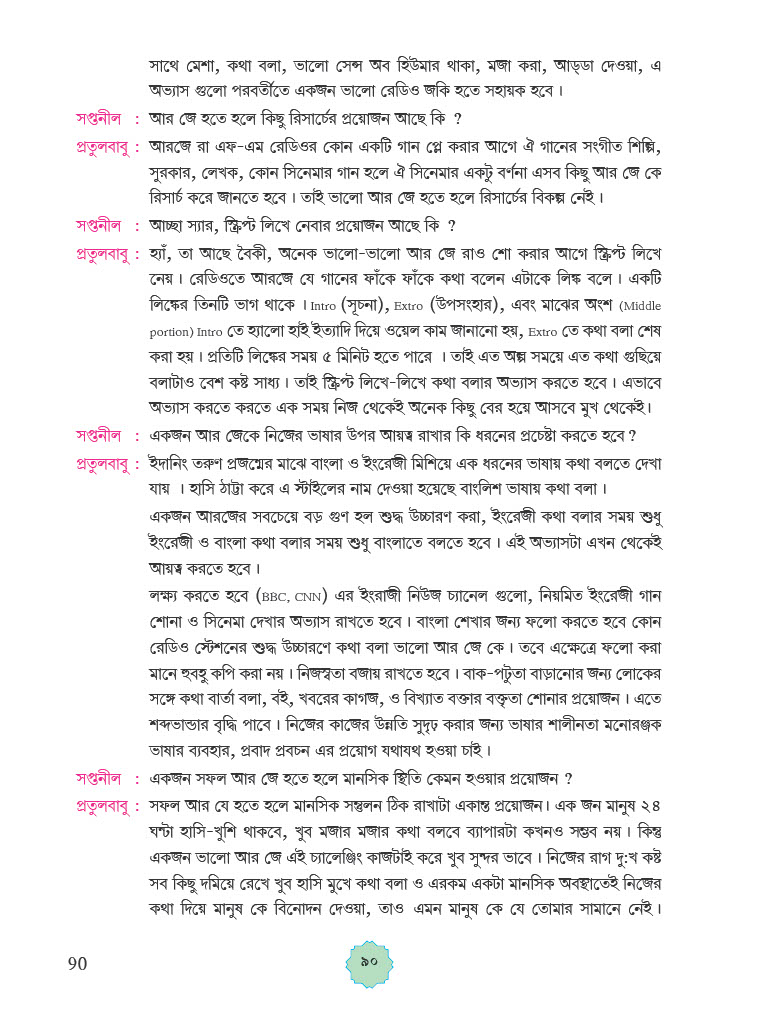 সাথে মেশা, কথা বলা, ভালো সেন্স অব হিউমার থাকা, মজা করা, আড্ডা দেওয়া, এ
অভ্যাস গুলো পরবর্তীতে একজন ভালো রেডিও জকি হতে সহায়ক হবে।
সপ্তনীল : আর জে হতে হলে কিছু রিসার্চের প্রয়োজন আছে কি ?
প্রতুলবাবু : আরজে রা এফ-এম রেডিওর কোন একটি গান প্লে করার আগে ঐ গানের সংগীত শিল্পি,
সুরকার, লেখক, কোন সিনেমার গান হলে ঐ সিনেমার একটু বর্ণনা এসব কিছু আর জে কে
রিসার্চ করে জানতে হবে। তাই ভালো আর জে হতে হলে রিসার্চের বিকল্প নেই।
সপ্তনীল : আচ্ছা স্যার, স্ক্রিপ্ট লিখে নেবার প্রয়োজন আছে কি ?
প্রতুলবাবু : হ্যাঁ, তা আছে বৈকী, অনেক ভালো-ভালো আর জে রাও শো করার আগে স্ক্রিপ্ট লিখে
নেয়। রেডিওতে আরজে যে গানের ফাঁকে ফাঁকে কথা বলেন এটাকে লিঙ্ক বলে। একটি
লিঙ্কের তিনটি ভাগ থাকে । Intro (সূচনা), Extro (উপসংহার), এবং মাঝের অংশ (Middle
portion) Intro তে হ্যালো হাই ইত্যাদি দিয়ে ওয়েল কাম জানানো হয়, Extro তে কথা বলা শেষ
করা হয়। প্রতিটি লিঙ্কের সময় ৫ মিনিট হতে পারে । তাই এত অল্প সময়ে এত কথা গুছিয়ে
বলাটাও বেশ কষ্ট সাধ্য। তাই স্ক্রিপ্ট লিখে-লিখে কথা বলার অভ্যাস করতে হবে। এভাবে
অভ্যাস করতে করতে এক সময় নিজ থেকেই অনেক কিছু বের হয়ে আসবে মুখ থেকেই।
সপ্তনীল : একজন আর জেকে নিজের ভাষার উপর আয়ত্ব রাখার কি ধরনের প্রচেষ্টা করতে হবে?
প্রতুলবাবু : ইদানিং তরুণ প্রজন্মের মাঝে বাংলা ও ইংরেজী মিশিয়ে এক ধরনের ভাষায় কথা বলতে দেখা
যায় । হাসি ঠাট্টা করে এ স্টাইলের নাম দেওয়া হয়েছে বাংলিশ ভাষায় কথা বলা।
একজন আরজের সবচেয়ে বড় গুণ হল শুদ্ধ উচ্চারণ করা, ইংরেজী কথা বলার সময় শুধু
ইংরেজী ও বাংলা কথা বলার সময় শুধু বাংলাতে বলতে হবে। এই অভ্যাসটা এখন থেকেই
আয়ত্ব করতে হবে।
লক্ষ্য করতে হবে (BBC, CNN) এর ইংরাজী নিউজ চ্যানেল গুলো, নিয়মিত ইংরেজী গান
শোনা ও সিনেমা দেখার অভ্যাস রাখতে হবে। বাংলা শেখার জন্য ফলো করতে হবে কোন
রেডিও স্টেশনের শুদ্ধ উচ্চারণে কথা বলা ভালো আর জে কে। তবে এক্ষেত্রে ফলো করা
মানে হুবহু কপি করা নয়। নিজস্বতা বজায় রাখতে হবে। বাক-পটুতা বাড়ানোর জন্য লোকের
সঙ্গে কথা বার্তা বলা, বই, খবরের কাগজ, ও বিখ্যাত বক্তার বক্তৃতা শোনার প্রয়োজন। এতে
শব্দভান্ডার বৃদ্ধি পাবে। নিজের কাজের উন্নতি সুদৃঢ় করার জন্য ভাষার শালীনতা মনোরঞ্জক
ভাষার ব্যবহার, প্রবাদ প্রবচন এর প্রয়োগ যথাযথ হওয়া চাই।
সপ্তনীল : একজন সফল আর জে হতে হলে মানসিক স্থিতি কেমন হওয়ার প্রয়োজন ?
প্রতুলবাবু : সফল আর যে হতে হলে মানসিক সন্তুলন ঠিক রাখাটা একান্ত প্রয়োজন। এক জন মানুষ ২৪
ঘন্টা হাসি-খুশি থাকবে, খুব মজার মজার কথা বলবে ব্যাপারটা কখনও সম্ভব নয়। কিন্তু
একজন ভালো আর জে এই চ্যালেঞ্জিং কাজটাই করে খুব সুন্দর ভাবে। নিজের রাগ দু:খ কষ্ট
সব কিছু দমিয়ে রেখে খুব হাসি মুখে কথা বলা ও এরকম একটা মানসিক অবস্থাতেই নিজের
কথা দিয়ে মানুষ কে বিনোদন দেওয়া, তাও এমন মানুষ কে যে তোমার সামানে নেই।
90
৯০